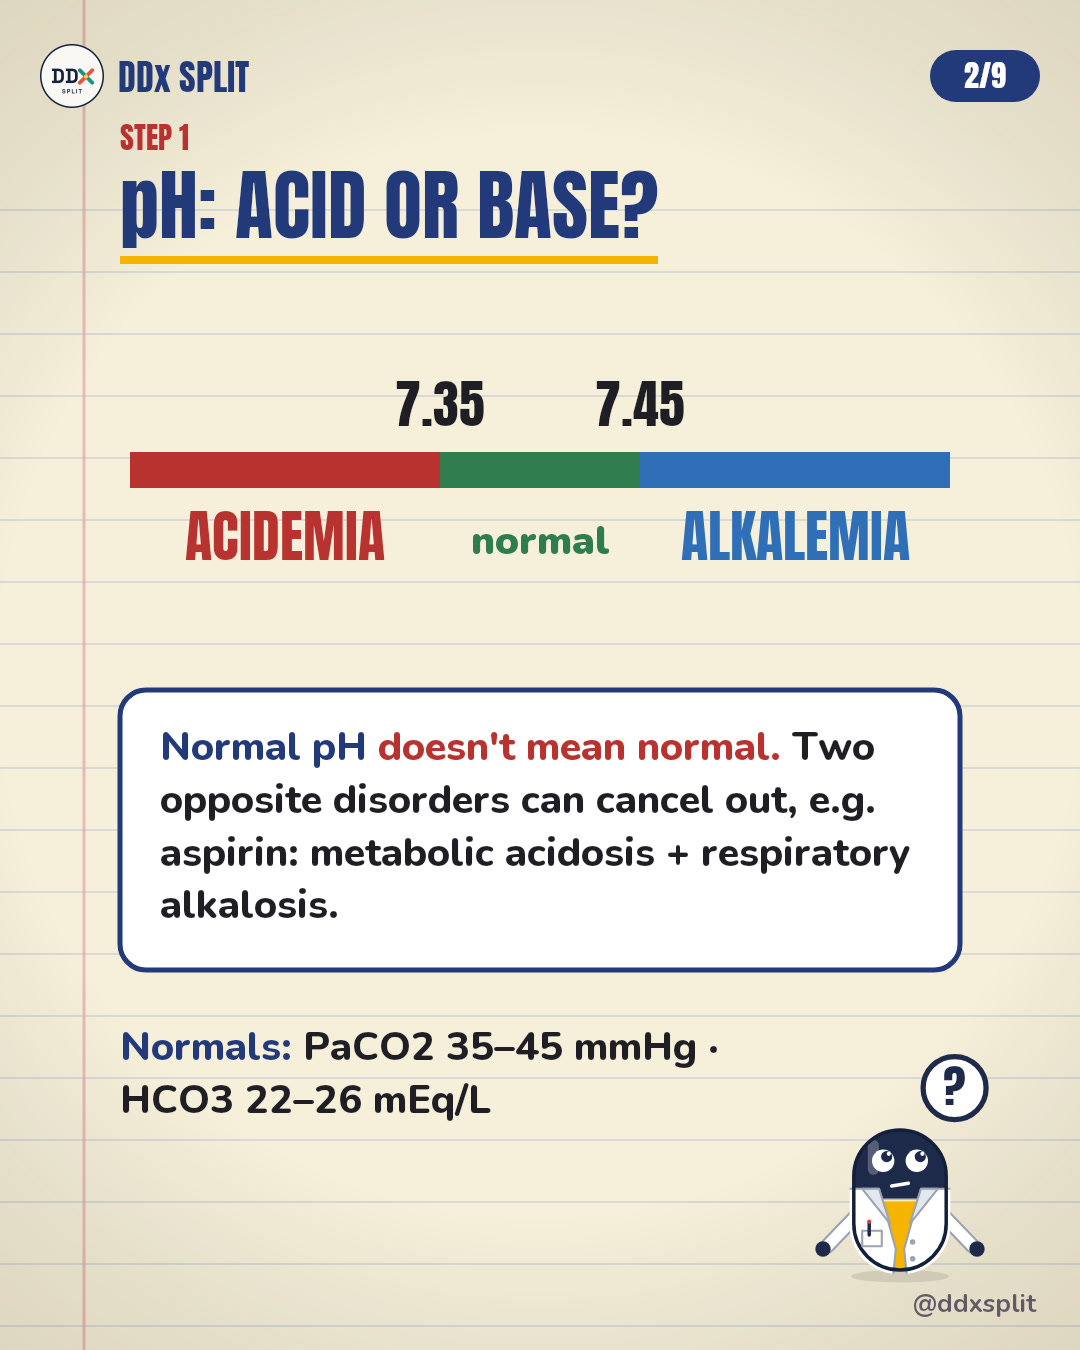 DDX
SPLIT
DDx SPLIT
2/9
STEP 1
pH: ACID OR BASE?
7.35 7.45
ACIDEMIA normal ALKALEMIA
Normal pH doesn't mean normal. Two
opposite disorders can cancel out, e.g.
aspirin: metabolic acidosis + respiratory
alkalosis.
Normals: PaCO2 35–45 mmHg ·
HCO3 22–26 mEq/L
?
@ddxsplit